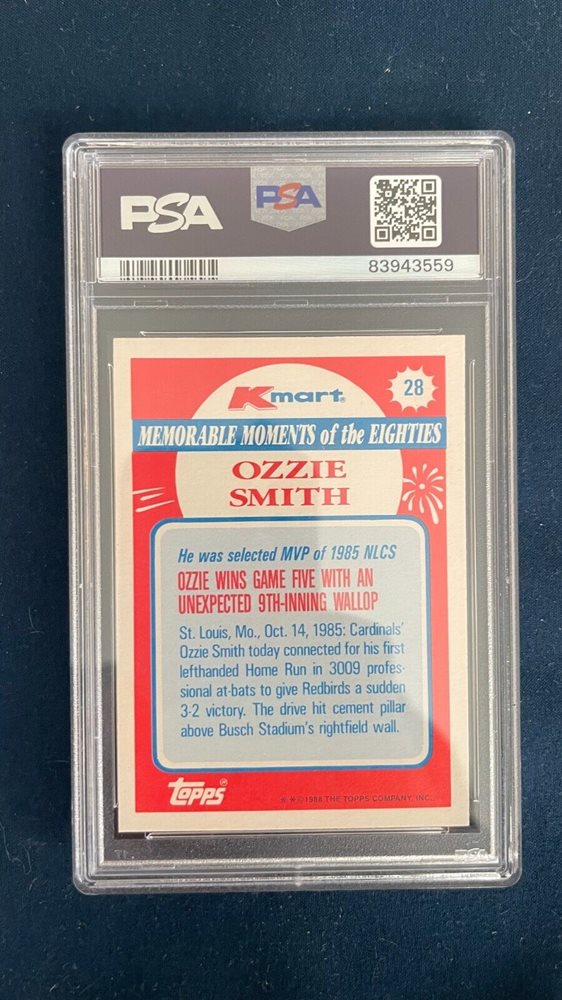 PSA
PSA
83943559
Kmart®
28
MEMORABLE MOMENTS of the EIGHTIES
OZZIE
SMITH
He was selected MVP of 1985 NLCS
OZZIE WINS GAME FIVE WITH AN
UNEXPECTED 9TH-INNING WALLOP
St. Louis, Mo., Oct. 14, 1985: Cardinals'
Ozzie Smith today connected for his first
lefthanded Home Run in 3009 profes-
sional at-bats to give Redbirds a sudden
3-2 victory. The drive hit cement pillar
above Busch Stadium's rightfield wall.
topps®
* * ©1988 THE TOPPS COMPANY, INC.
PSA